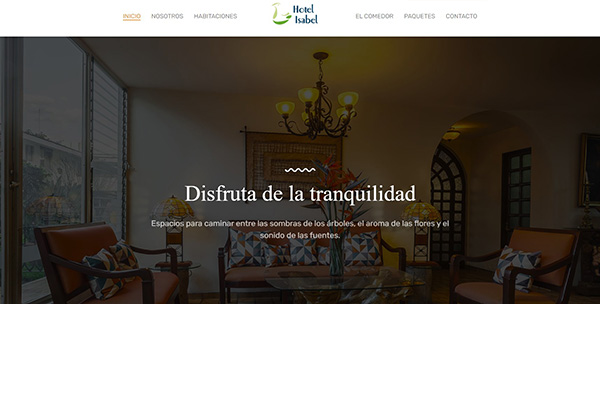 INICIO NOSOTROS HABITACIONES Hotel Isabel EL COMEDOR PAQUETES CONTACTO
Disfruta de la tranquilidad
Espacios para caminar entre las sombras de los árboles, el aroma de las flores y el
sonido de las fuentes.